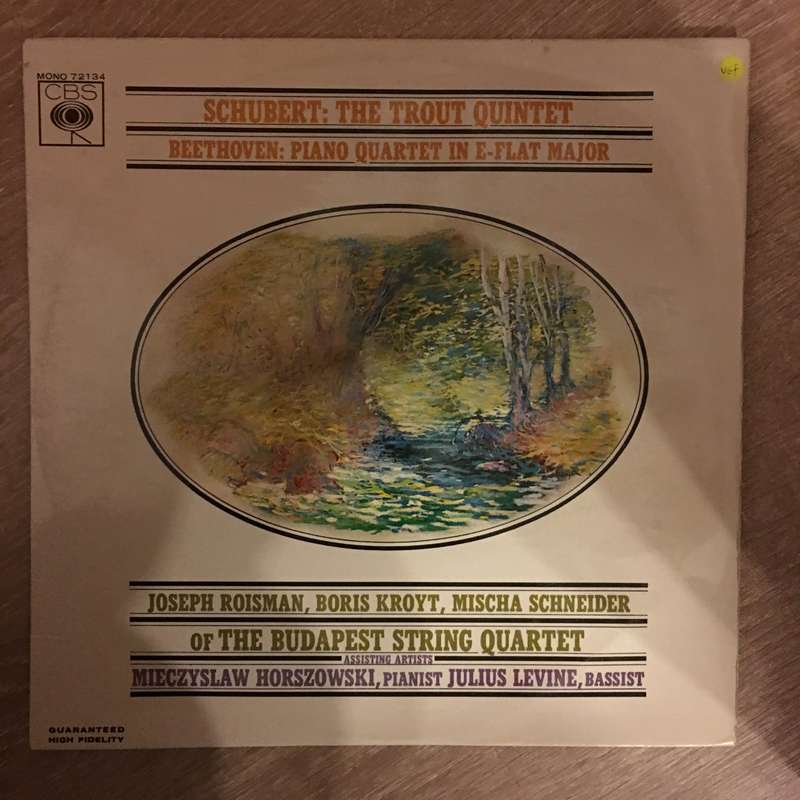 MONO 72134
CBS
VG+
SCHUBERT: THE TROUT QUINTET
BEETHOVEN: PIANO QUARTET IN E-FLAT MAJOR
JOSEPH ROISMAN, BORIS KROYT, MISCHA SCHNEIDER
OF THE BUDAPEST STRING QUARTET
ASSISTING ARTISTS
MIECZYSLAW HORSZOWSKI, PIANIST JULIUS LEVINE, BASSIST
GUARANTEED
HIGH FIDELITY